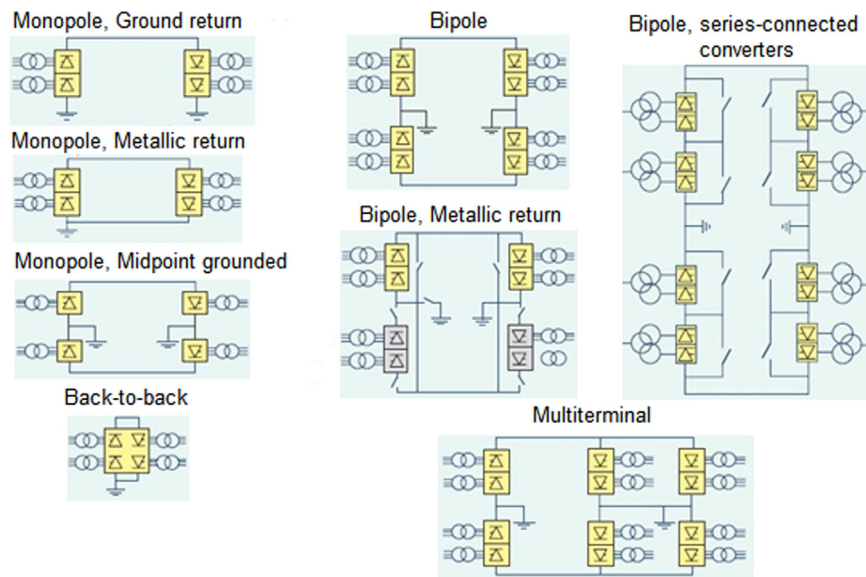 Monopole, Ground return
Monopole, Metallic return
Monopole, Midpoint grounded
Back-to-back
Bipole
Bipole, Metallic return
Bipole, series-connected
converters
Multiterminal